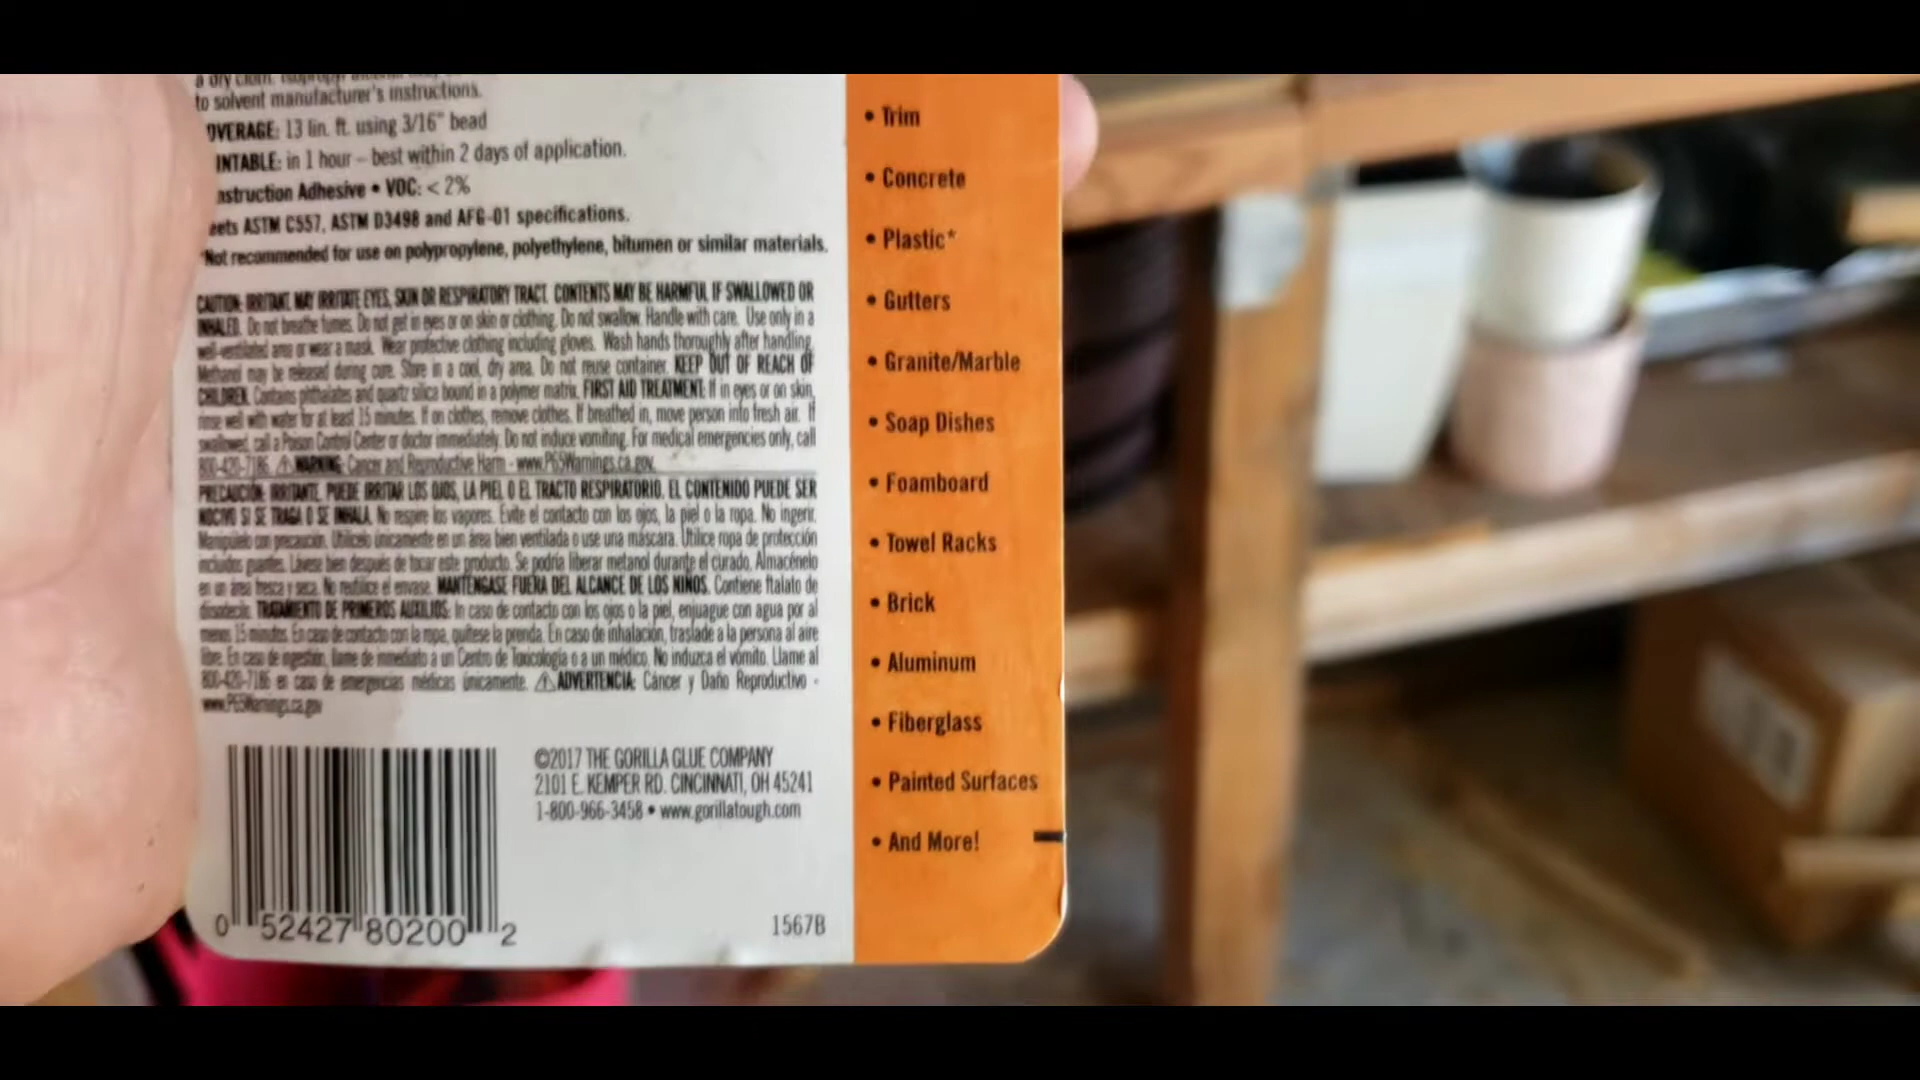 a dry cloth. Isopropyl
to solvent manufacturer's instructions.
OVERAGE: 13 lin. ft. using 3/16" bead
INTABLE: in 1 hour – best within 2 days of application.
nstruction Adhesive • VOC: < 2%
eets ASTM C557, ASTM D3498 and AFG-01 specifications.
*Not recommended for use on polypropylene, polyethylene, bitumen or similar materials.
CAUTION: IRRITANT. MAY IRRITATE EYES, SKIN OR RESPIRATORY TRACT. CONTENTS MAY BE HARMFUL IF SWALLOWED OR
INHALED. Do not breathe fumes. Do not get in eyes or on skin or clothing. Do not swallow. Handle with care. Use only in a
well-ventilated area or wear a mask. Wear protective clothing including gloves. Wash hands thoroughly after handling.
Methanol may be released during cure. Store in a cool, dry area. Do not reuse container. KEEP OUT OF REACH OF
CHILDREN. Contains phthalates and quartz silica bound in a polymer matrix. FIRST AID TREATMENT: If in eyes or on skin,
rinse well with water for at least 15 minutes. If on clothes, remove clothes. If breathed in, move person into fresh air. If
swallowed, call a Poison Control Center or doctor immediately. Do not induce vomiting. For medical emergencies only, call
800-420-7186. ⚠ WARNING: Cancer and Reproductive Harm - www.P65Warnings.ca.gov.
PRECAUCIÓN: IRRITANTE. PUEDE IRRITAR LOS OJOS, LA PIEL O EL TRACTO RESPIRATORIO. EL CONTENIDO PUEDE SER
NOCIVO SI SE TRAGA O SE INHALA. No respire los vapores. Evite el contacto con los ojos, la piel o la ropa. No ingerir.
Manipúlelo con precaución. Utilícelo únicamente en un área bien ventilada o use una máscara. Utilice ropa de protección
incluidos guantes. Lávese bien después de tocar este producto. Se podría liberar metanol durante el curado. Almacénelo
en un área fresca y seca. No reutilice el envase. MANTÉNGASE FUERA DEL ALCANCE DE LOS NIÑOS. Contiene ftalato de
diisodecilo. TRATAMIENTO DE PRIMEROS AUXILIOS: En caso de contacto con los ojos o la piel, enjuague con agua por al
menos 15 minutos. En caso de contacto con la ropa, quítese la prenda. En caso de inhalación, traslade a la persona al aire
libre. En caso de ingestión, llame de inmediato a un Centro de Toxicología o a un médico. No induzca el vómito. Llame al
800-420-7186 en caso de emergencias médicas únicamente. ⚠ ADVERTENCIA: Cáncer y Daño Reproductivo -
www.P65Warnings.ca.gov
©2017 THE GORILLA GLUE COMPANY
2101 E. KEMPER RD. CINCINNATI, OH 45241
1-800-966-3458 • www.gorillatough.com
0 52427 80200 2
1567B
• Trim
• Concrete
• Plastic*
• Gutters
• Granite/Marble
• Soap Dishes
• Foamboard
• Towel Racks
• Brick
• Aluminum
• Fiberglass
• Painted Surfaces
• And More!